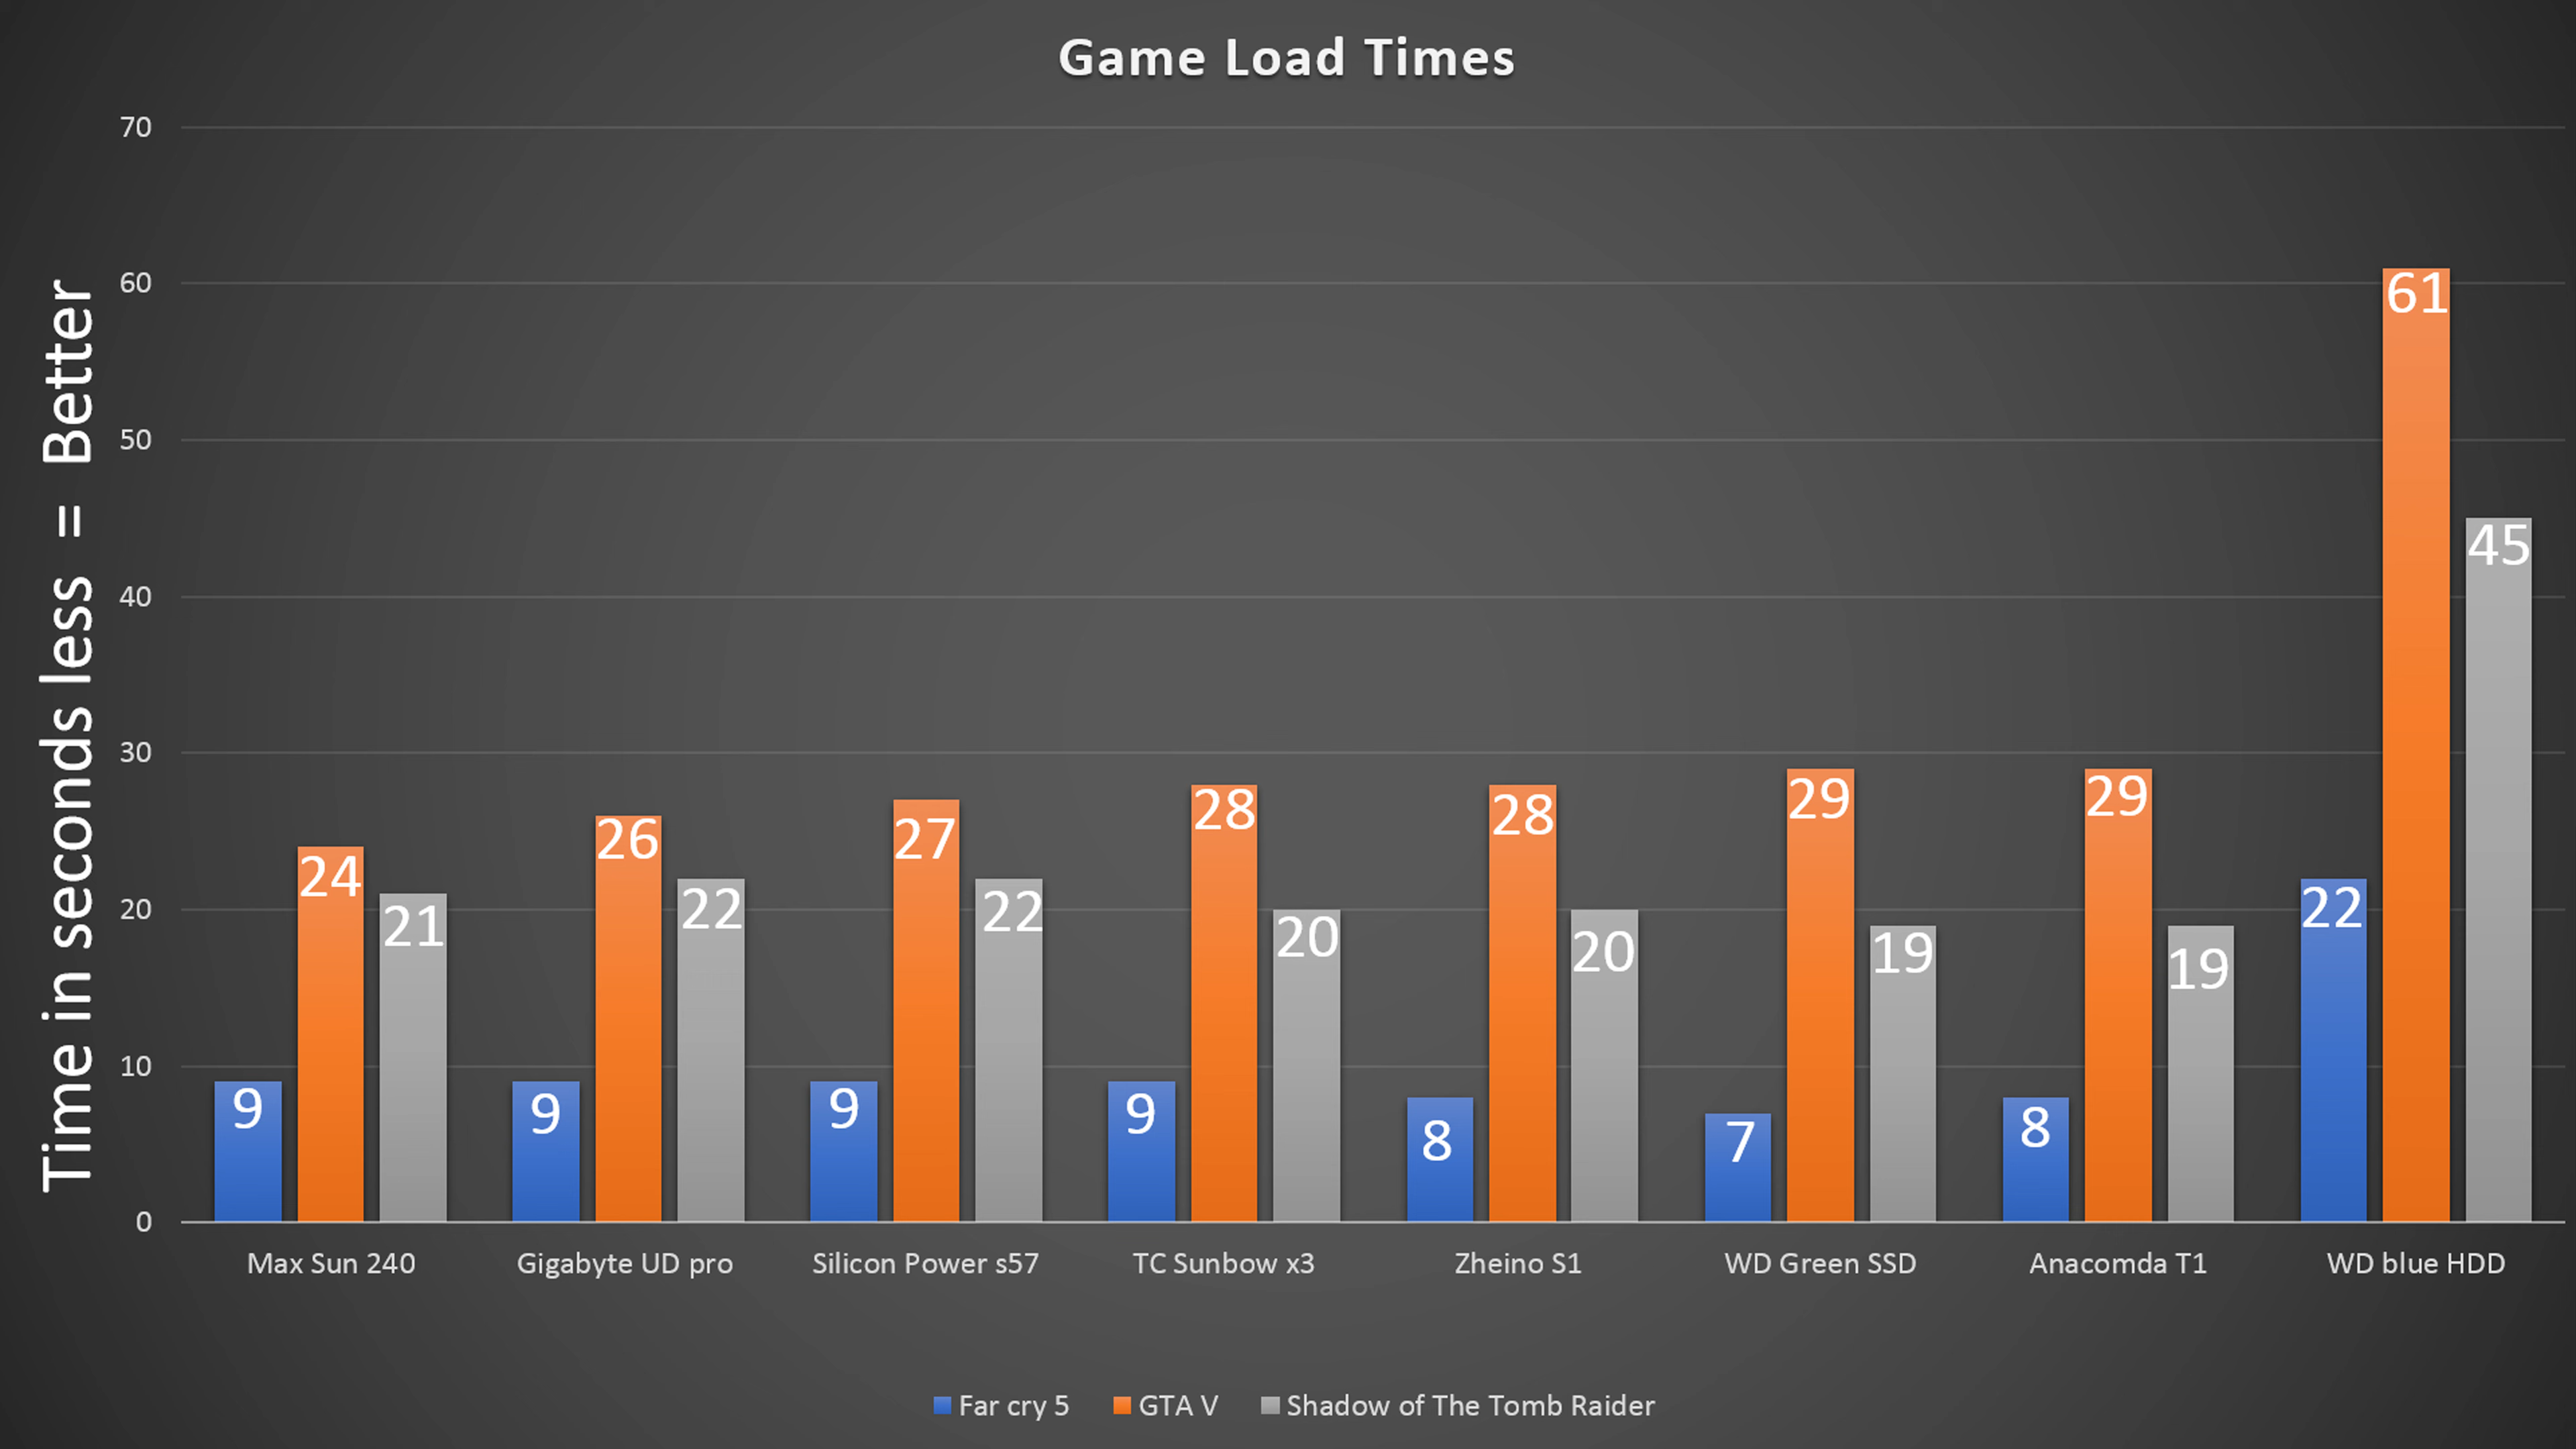 Game Load Times
Time in seconds less = Better
70
60
50
40
30
20
10
0
9
24
21
9
26
22
9
27
22
9
28
20
8
28
20
7
29
19
8
29
19
22
61
45
Max Sun 240
Gigabyte UD pro
Silicon Power s57
TC Sunbow x3
Zheino S1
WD Green SSD
Anacomda T1
WD blue HDD
Far cry 5
GTA V
Shadow of The Tomb Raider